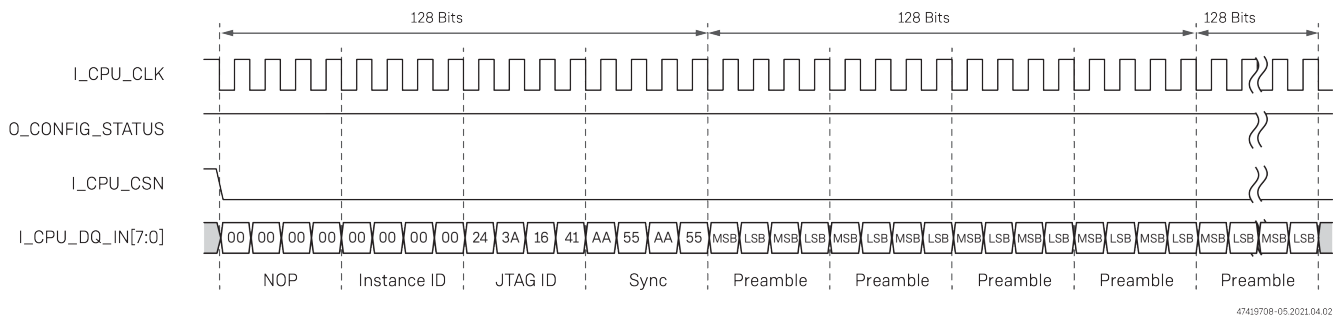 128 Bits 128 Bits 128 Bits
I_CPU_CLK
O_CONFIG_STATUS
I_CPU_CSN
I_CPU_DQ_IN[7:0] 00 00 00 00 00 00 00 00 24 3A 16 41 AA 55 AA 55 MSB LSB MSB LSB MSB LSB MSB LSB MSB LSB MSB LSB MSB LSB MSB LSB MSB LSB MSB LSB
NOP Instance ID JTAG ID Sync Preamble Preamble Preamble Preamble Preamble
47419708-05.2021.04.02